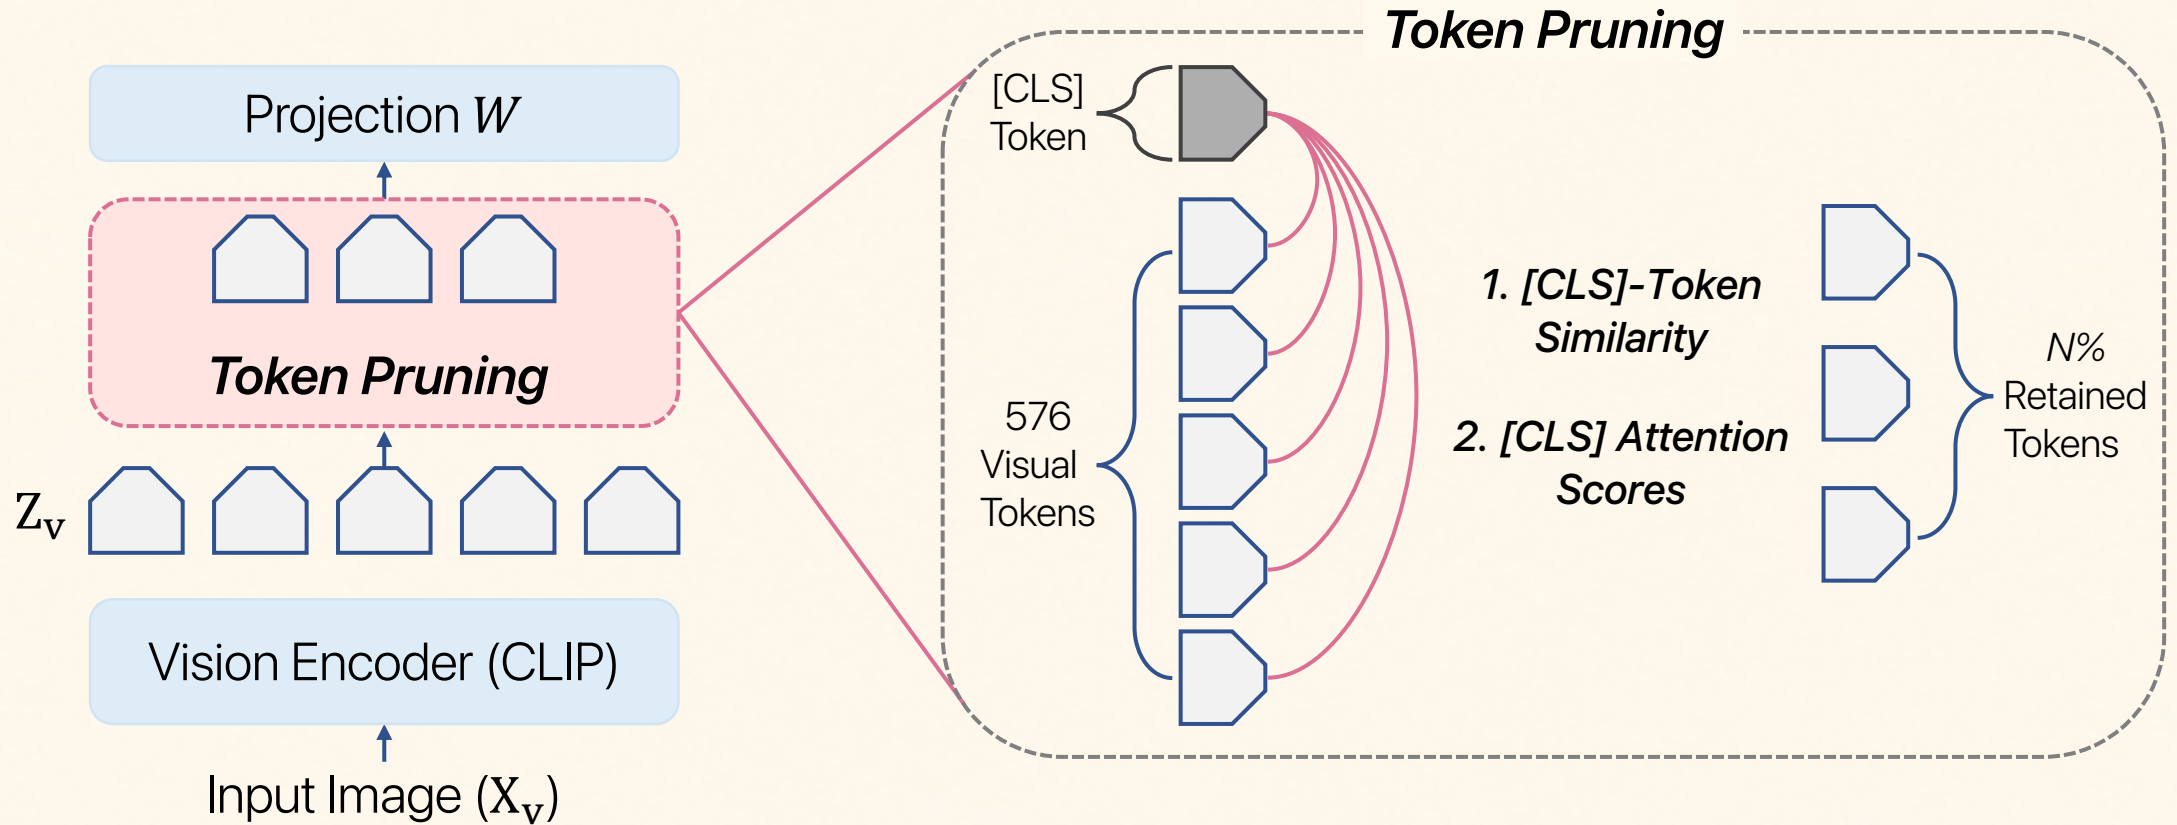 Projection W
Token Pruning
Zv
Vision Encoder (CLIP)
Input Image (Xv)
Token Pruning
[CLS]
Token
576
Visual
Tokens
1. [CLS]-Token
Similarity
2. [CLS] Attention
Scores
N%
Retained
Tokens